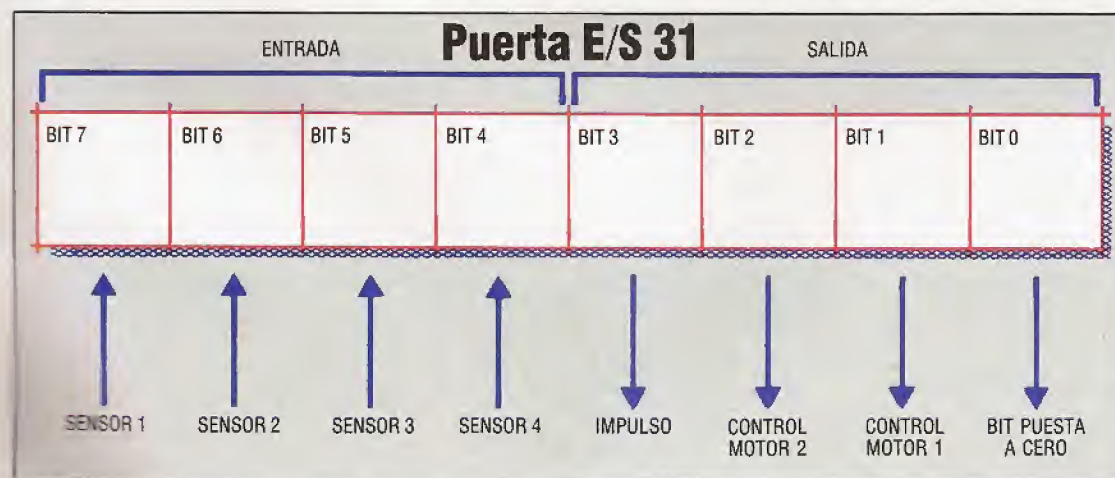 Puerta E/S 31
ENTRADA
SALIDA
BIT 7
BIT 6
BIT 5
BIT 4
BIT 3
BIT 2
BIT 1
BIT 0
SENSOR 1
SENSOR 2
SENSOR 3
SENSOR 4
IMPULSO
CONTROL
MOTOR 2
CONTROL
MOTOR 1
BIT PUESTA
A CERO